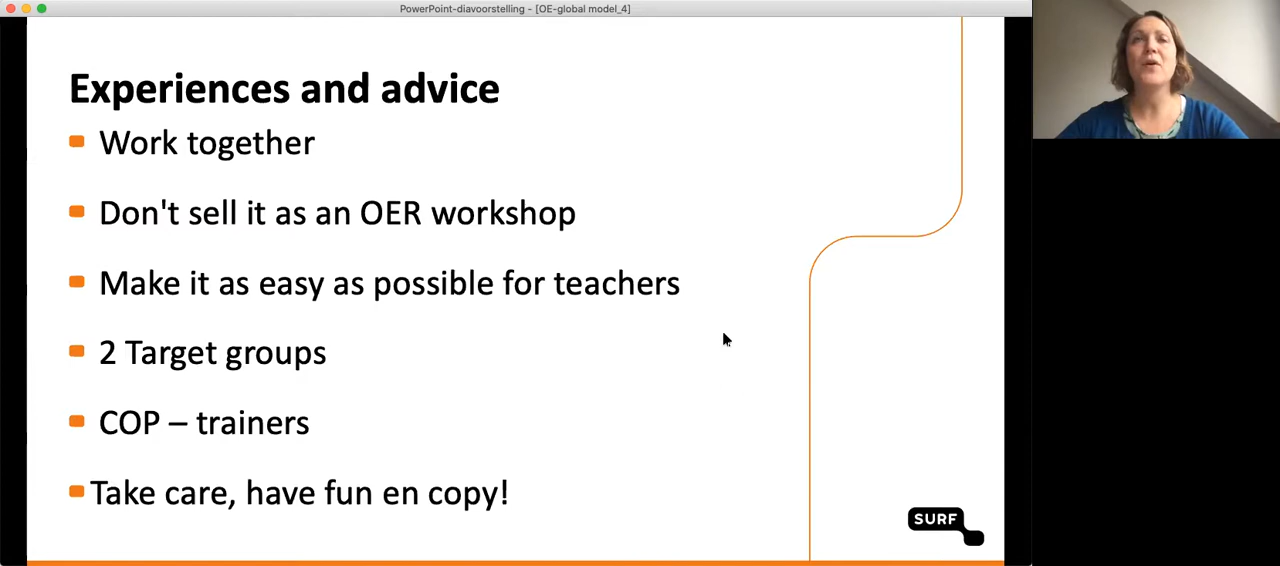 PowerPoint-diavoorstelling - [OE-global model_4]
Experiences and advice
Work together
Don't sell it as an OER workshop
Make it as easy as possible for teachers
2 Target groups
COP – trainers
Take care, have fun en copy!
SURF